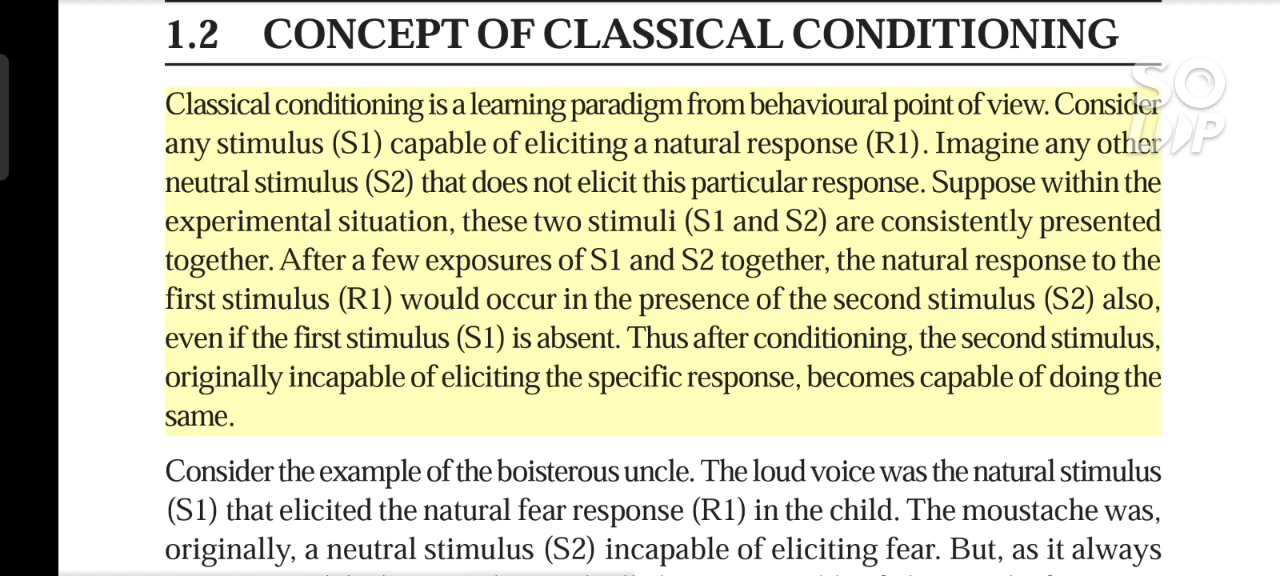 1.2 CONCEPT OF CLASSICAL CONDITIONING
Classical conditioning is a learning paradigm from behavioural point of view. Consider
any stimulus (S1) capable of eliciting a natural response (R1). Imagine any other
neutral stimulus (S2) that does not elicit this particular response. Suppose within the
experimental situation, these two stimuli (S1 and S2) are consistently presented
together. After a few exposures of S1 and S2 together, the natural response to the
first stimulus (R1) would occur in the presence of the second stimulus (S2) also,
even if the first stimulus (S1) is absent. Thus after conditioning, the second stimulus,
originally incapable of eliciting the specific response, becomes capable of doing the
same.
Consider the example of the boisterous uncle. The loud voice was the natural stimulus
(S1) that elicited the natural fear response (R1) in the child. The moustache was,
originally, a neutral stimulus (S2) incapable of eliciting fear. But, as it always